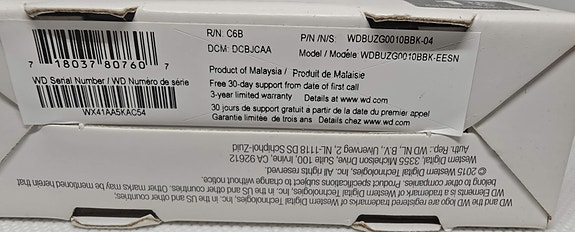 R/N: C6B
DCM: DCBJCAA
P/N /N/S: WDBUZG0010BBK-04
Model / Modèle: WDBUZG0010BBK-EESN
7 18037 80760 7
WD Serial Number / WD Numéro de série
WX41AA5KAC54
Product of Malaysia / Produit de Malaisie
Free 30-day support from date of first call
3-year limited warranty Details at www.wd.com
30 jours de support gratuit à partir de la date du premier appel
Garantie limitée de trois ans Détails chez www.wd.com
WD and the WD logo are registered trademarks of Western Digital Technologies, Inc. in the US and other countries;
WD Elements is a trademark of Western Digital Technologies, Inc. in the US and other countries. Other marks may be mentioned herein that
belong to other companies. Product specifications subject to change without notice.
© 2015 Western Digital Technologies, Inc. All rights reserved.
Western Digital, 3355 Michelson Drive, Suite 100, Irvine, CA 92612
Auth. Rep.: WD INT., B.V., Uterweg 2, NL-1118 DS Schiphol-Zuid